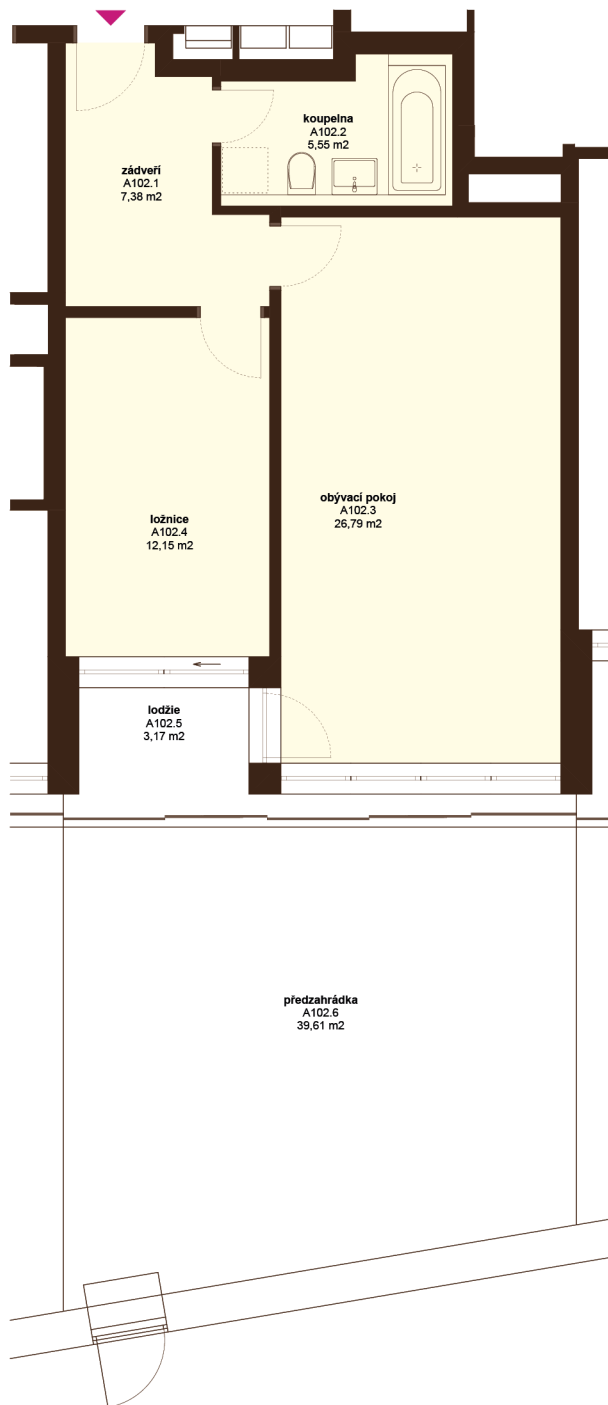 koupelna
A102.2
5,55 m2
zádveří
A102.1
7,38 m2
obývací pokoj
A102.3
26,79 m2
ložnice
A102.4
12,15 m2
lodžie
A102.5
3,17 m2
předzahrádka
A102.6
39,61 m2